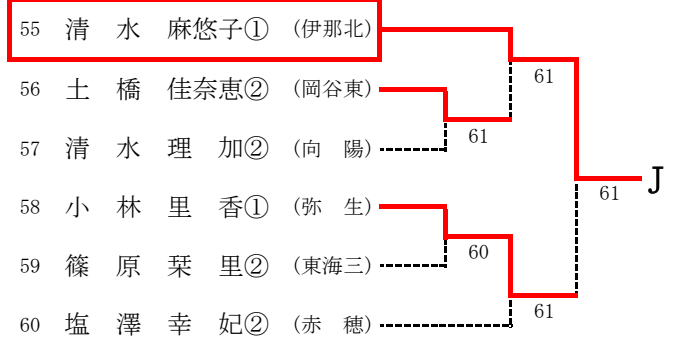 55 清 水 麻悠子① (伊那北)
61
56 土 橋 佳奈恵② (岡谷東)
61
57 清 水 理 加② (向 陽)
61 J
58 小 林 里 香① (弥 生)
60
59 篠 原 栞 里② (東海三)
61
60 塩 澤 幸 妃② (赤 穂)